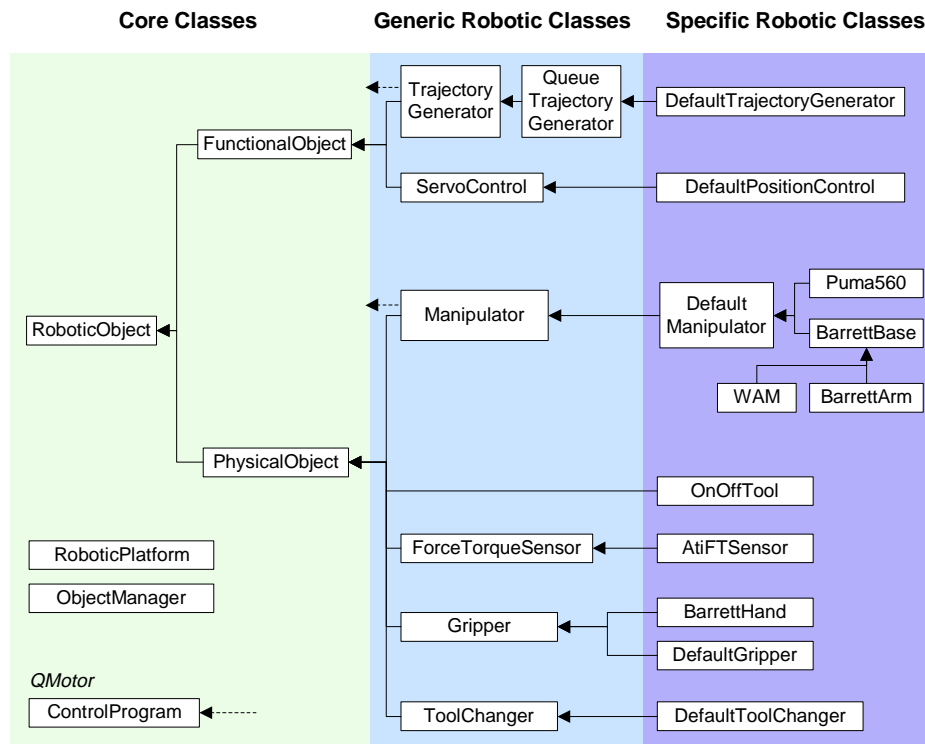 Core Classes
Generic Robotic Classes
Specific Robotic Classes
Trajectory
Generator
Queue
Trajectory
Generator
DefaultTrajectoryGenerator
FunctionalObject
ServoControl
DefaultPositionControl
Puma560
Manipulator
Default
Manipulator
RoboticObject
BarrettBase
WAM
BarrettArm
PhysicalObject
OnOffTool
RoboticPlatform
ForceTorqueSensor
AtiFTSensor
ObjectManager
BarrettHand
Gripper
DefaultGripper
QMotor
ControlProgram
ToolChanger
DefaultToolChanger